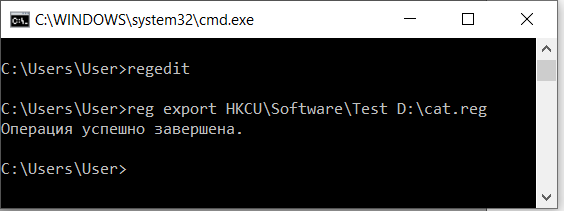 C:\WINDOWS\system32\cmd.exe
C:\Users\User>regedit
C:\Users\User>reg export HKCU\Software\Test D:\cat.reg
Операция успешно завершена.
C:\Users\User>